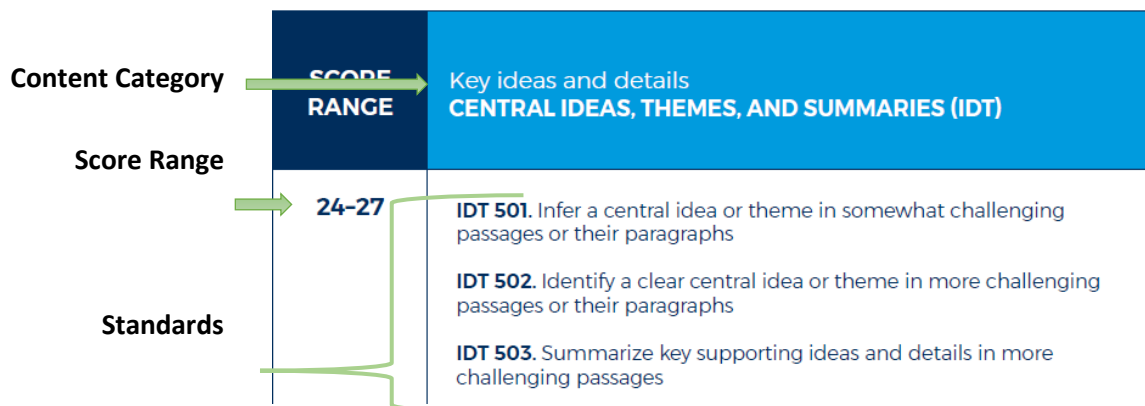 Content Category
SCORE
RANGE
Key ideas and details
CENTRAL IDEAS, THEMES, AND SUMMARIES (IDT)
Score Range
24–27
IDT 501. Infer a central idea or theme in somewhat challenging
passages or their paragraphs
IDT 502. Identify a clear central idea or theme in more challenging
passages or their paragraphs
Standards
IDT 503. Summarize key supporting ideas and details in more
challenging passages